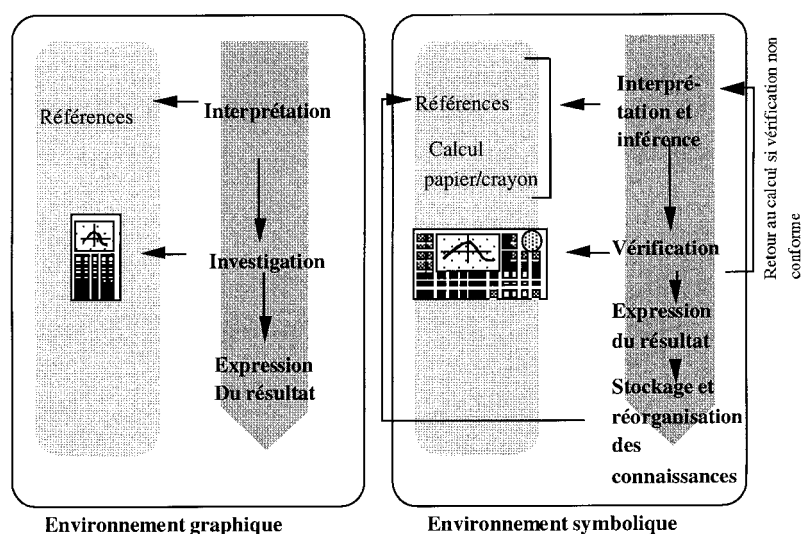 Références
Interprétation
Investigation
Expression
Du résultat
Environnement graphique
Références
Calcul
papier/crayon
Interpré-
tation et
inférence
Vérification
Expression
du résultat
Stockage et
réorganisation
des
connaissances
Retour au calcul si vérification non
conforme
Environnement symbolique